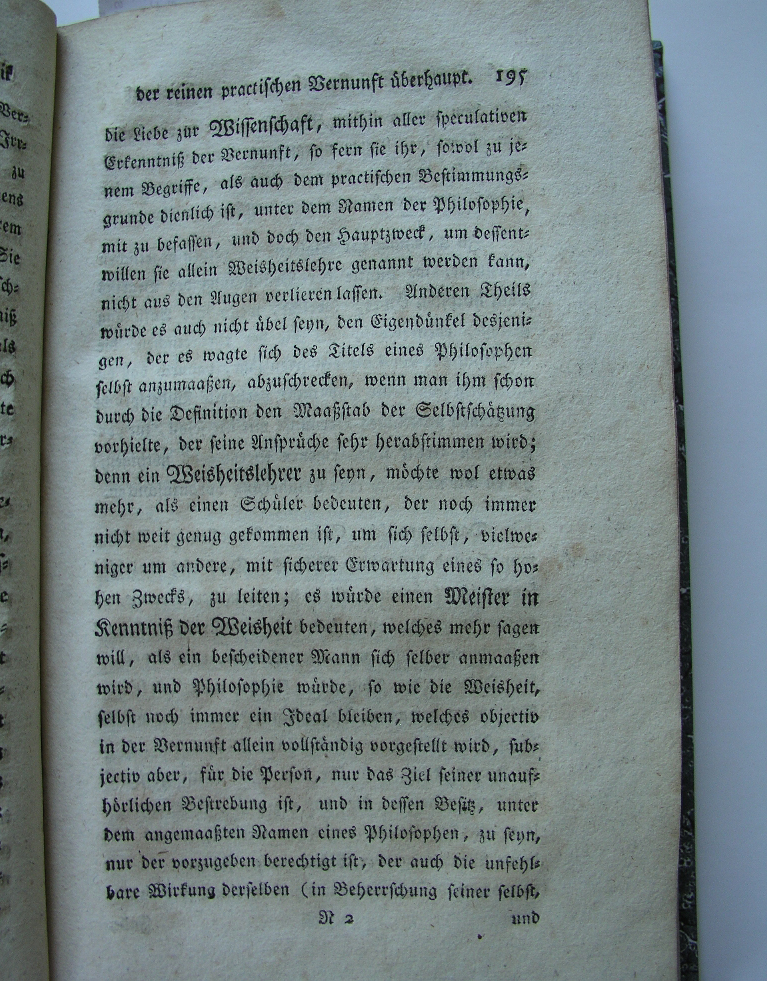 der reinen practischen Vernunft überhaupt. 195
die Liebe zur Wissenschaft, mithin aller speculativen
Erkenntniß der Vernunft, so fern sie ihr, sowol zu je-
nem Begriffe, als auch dem practischen Bestimmungs-
grunde dienlich ist, unter dem Namen der Philosophie,
mit zu befassen, und doch den Hauptzweck, um dessent-
willen sie allein Weisheitslehre genannt werden kann,
nicht aus den Augen verlieren lassen. Anderen Theils
würde es auch nicht übel seyn, den Eigendünkel desjeni-
gen, der es wagte sich des Titels eines Philosophen
selbst anzumaaßen, abzuschrecken, wenn man ihm schon
durch die Definition den Maaßstab der Selbstschätzung
vorhielte, der seine Ansprüche sehr herabstimmen wird;
denn ein Weisheitslehrer zu seyn, möchte wol etwas
mehr, als einen Schüler bedeuten, der noch immer
nicht weit genug gekommen ist, um sich selbst, vielwe-
niger um andere, mit sicherer Erwartung eines so ho-
hen Zwecks, zu leiten; es würde einen Meister in
Kenntniß der Weisheit bedeuten, welches mehr sagen
will, als ein bescheidener Mann sich selber anmaaßen
wird, und Philosophie würde, so wie die Weisheit,
selbst noch immer ein Ideal bleiben, welches objectiv
in der Vernunft allein vollständig vorgestellt wird, sub-
jectiv aber, für die Person, nur das Ziel seiner unauf-
hörlichen Bestrebung ist, und in dessen Besitz, unter
dem angemaaßten Namen eines Philosophen, zu seyn,
nur der vorzugeben berechtigt ist, der auch die unfehl-
bare Wirkung derselben (in Beherrschung seiner selbst,
N 2 und